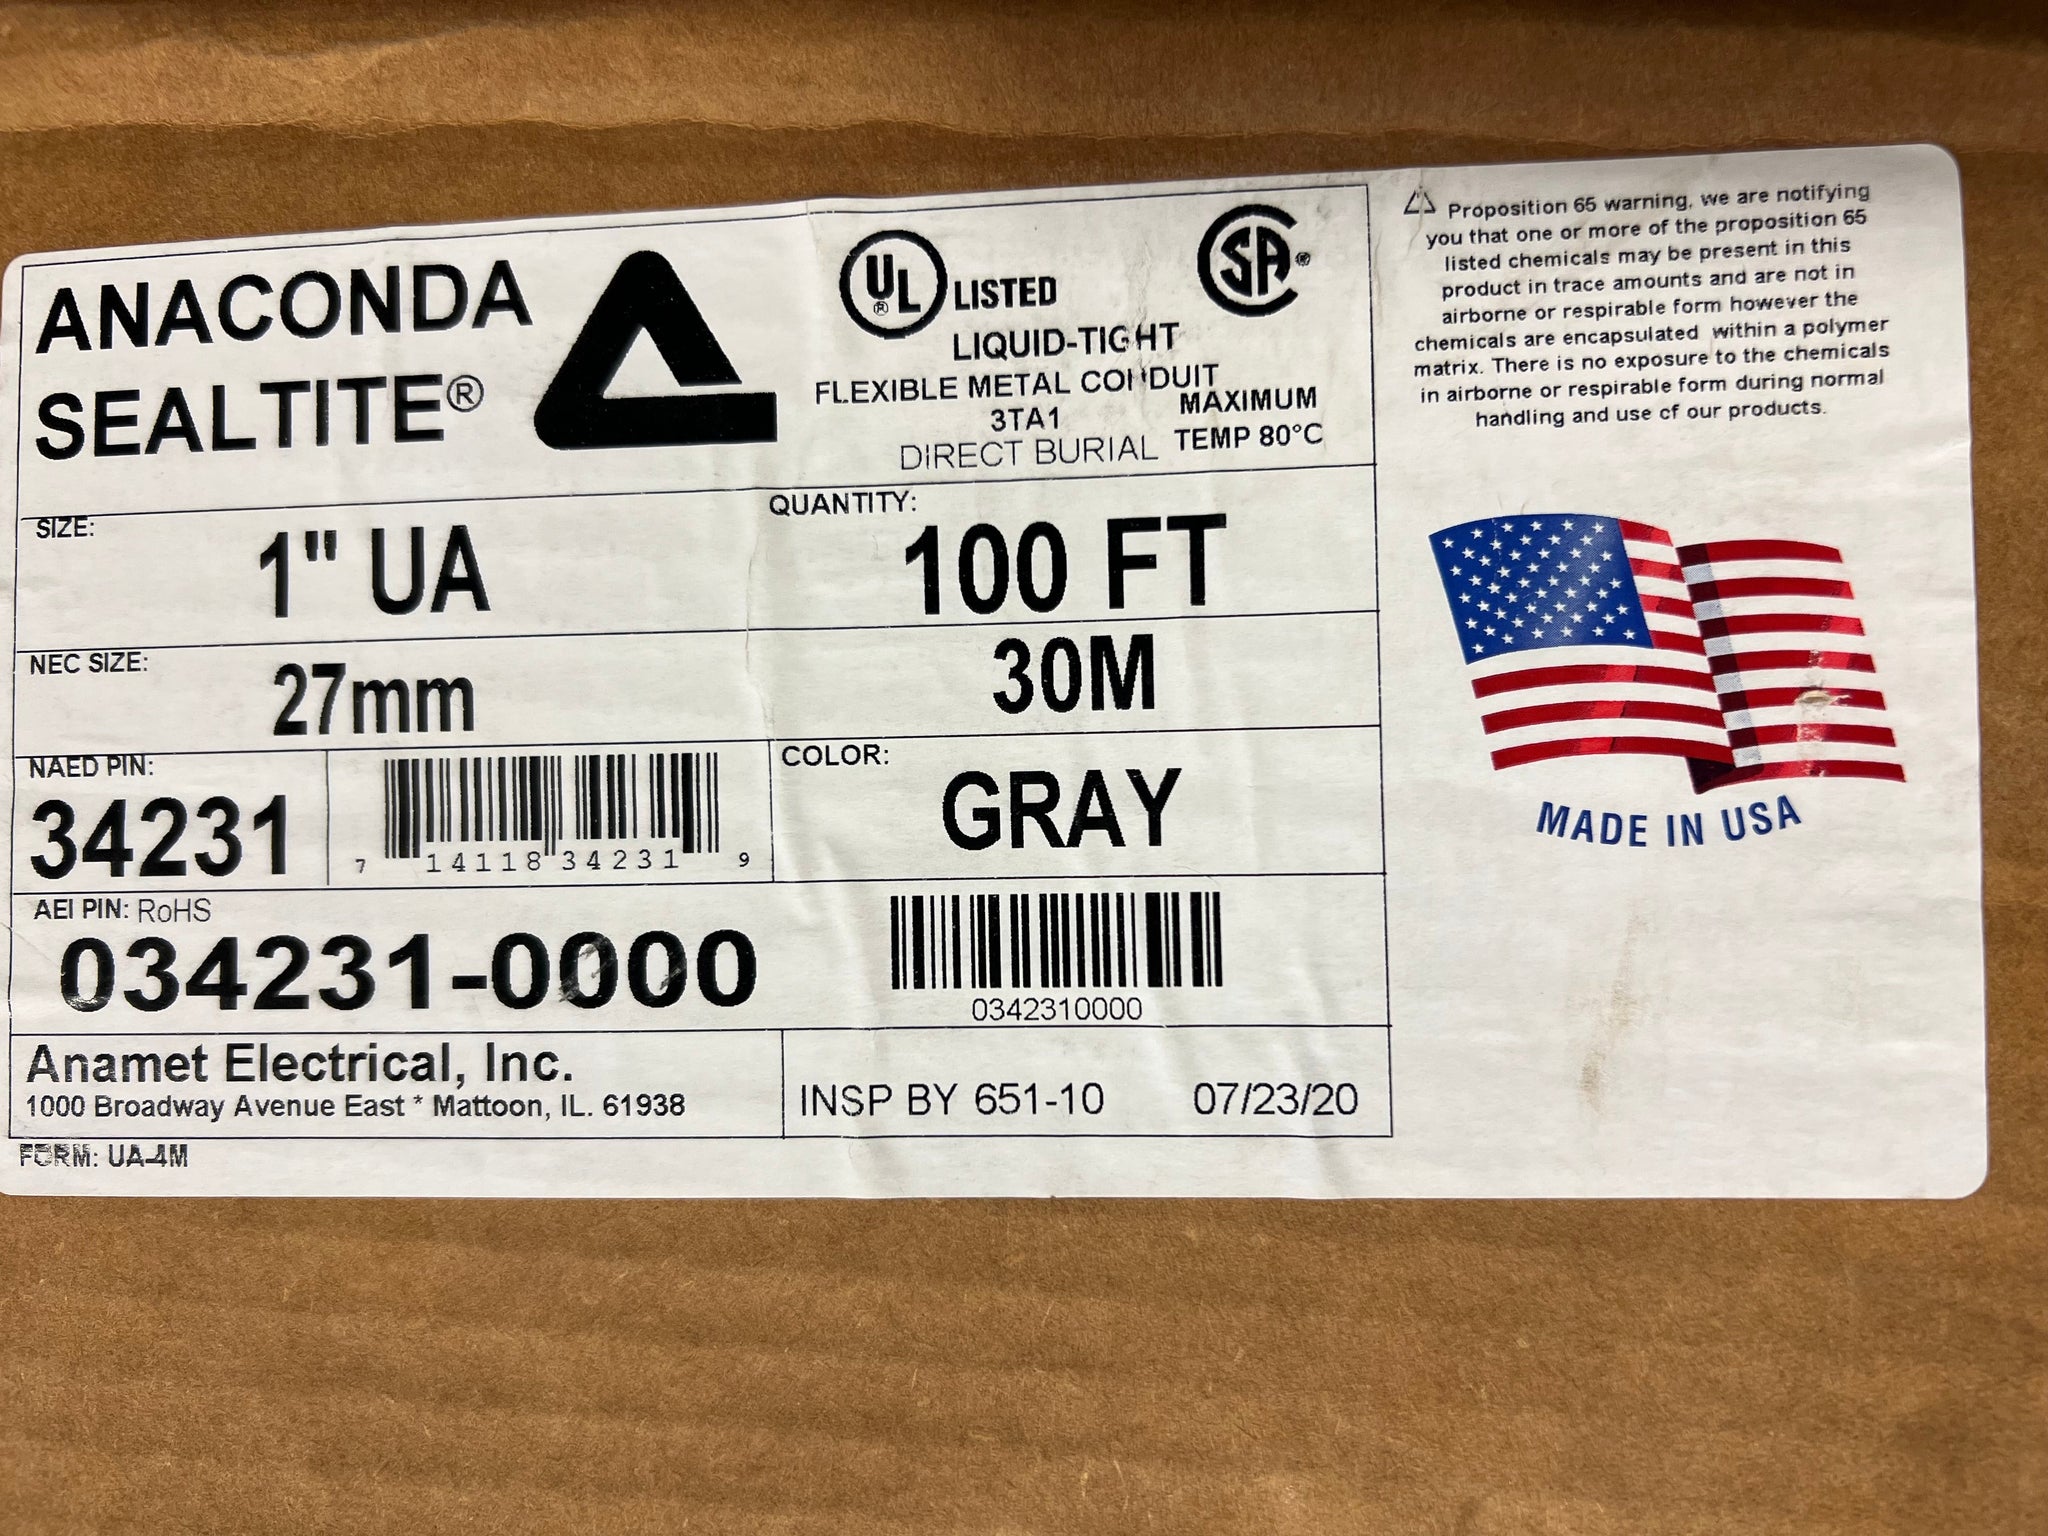 ANACONDA
SEALTITE®
UL® LISTED
SA®
LIQUID-TIGHT
FLEXIBLE METAL CONDUIT
3TA1
DIRECT BURIAL
MAXIMUM
TEMP 80°C
SIZE:
1" UA
QUANTITY:
100 FT
NEC SIZE:
27mm
30M
NAED PIN:
34231
7 14118 34231 9
COLOR:
GRAY
AEI PIN: RoHS
034231-0000
0342310000
Anamet Electrical, Inc.
1000 Broadway Avenue East * Mattoon, IL. 61938
INSP BY 651-10 07/23/20
FORM: UA-4M
Proposition 65 warning, we are notifying
you that one or more of the proposition 65
listed chemicals may be present in this
product in trace amounts and are not in
airborne or respirable form however the
chemicals are encapsulated within a polymer
matrix. There is no exposure to the chemicals
in airborne or respirable form during normal
handling and use of our products.
MADE IN USA